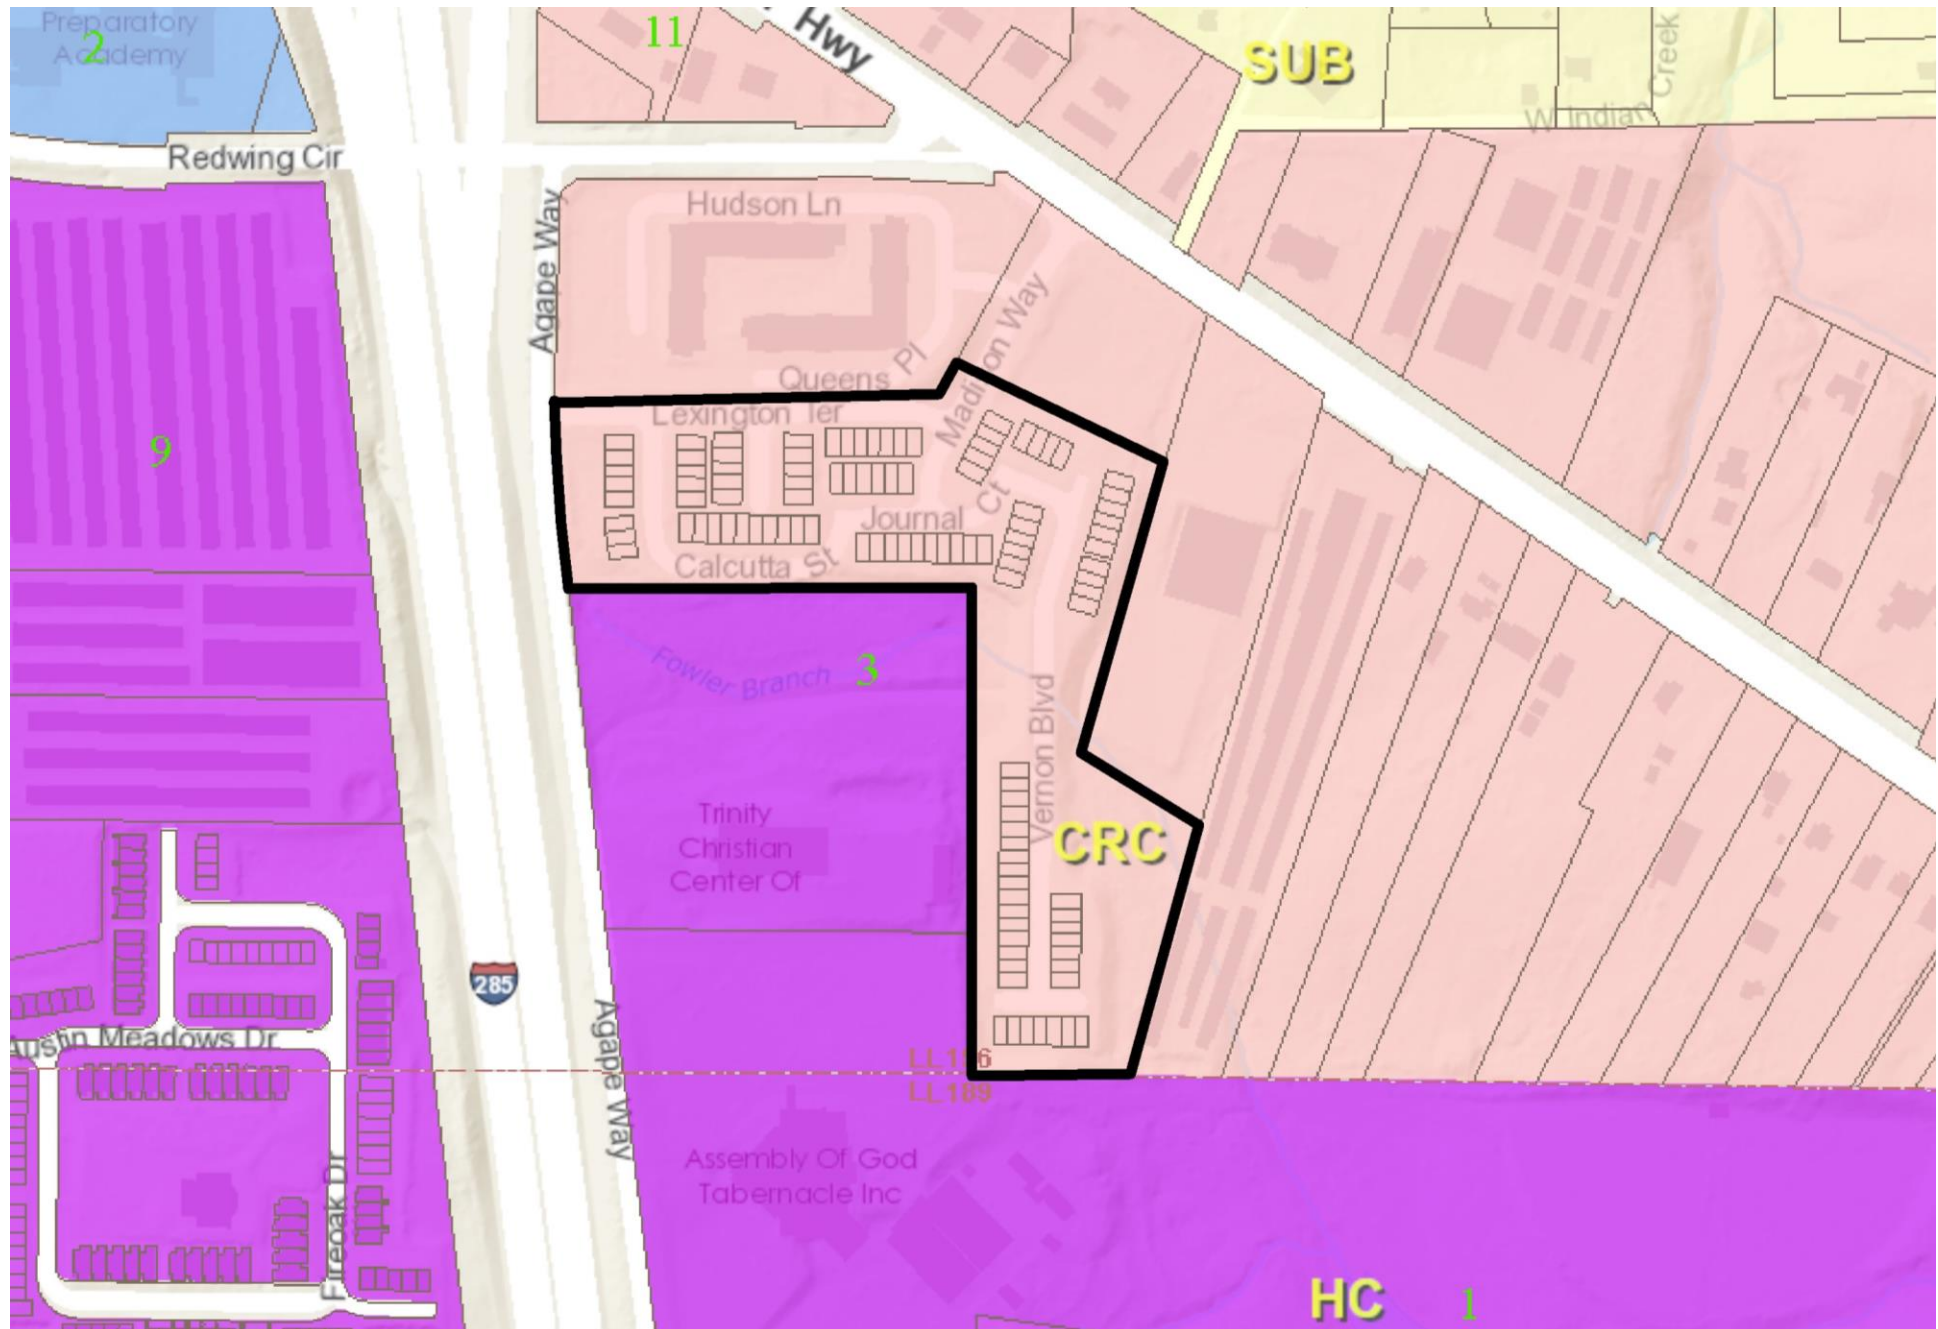 Preparatory
Academy
2
11
Hwy
SUB
W Indian Creek
Redwing Cir
Agape Way
Hudson Ln
Madison Way
Queens Pl
Lexington Ter
9
Journal Ct
Calcutta St
Fowler Branch
3
Vernon Blvd
Trinity
Christian
Center Of
CRC
285
Austin Meadows Dr
Agape Way
LL 196
LL 189
Assembly Of God
Tabernacle Inc
Fireoak Dr
HC
1